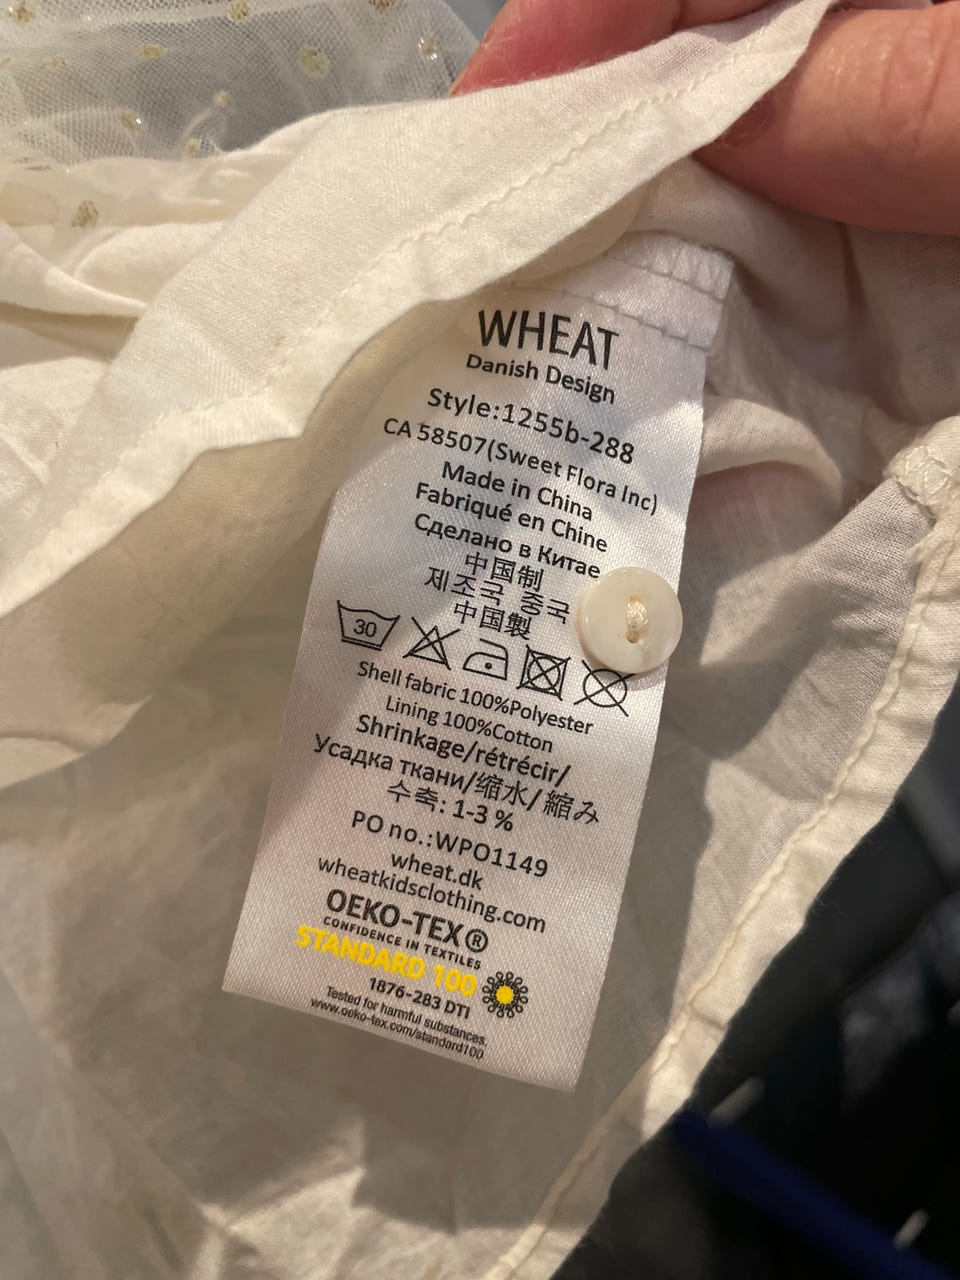 WHEAT
Danish Design
Style:1255b-288
CA 58507(Sweet Flora Inc)
Made in China
Fabriqué en Chine
Сделано в Китае
中国制
제조국 중국
中国製
30
Shell fabric 100%Polyester
Lining 100%Cotton
Shrinkage/rétrécir/
Усадка ткани/缩水/縮み
수축: 1-3 %
PO no.:WPO1149
wheat.dk
wheatkidsclothing.com
OEKO-TEX®
CONFIDENCE IN TEXTILES
STANDARD 100
1876-283 DTI
Tested for harmful substances.
www.oeko-tex.com/standard100